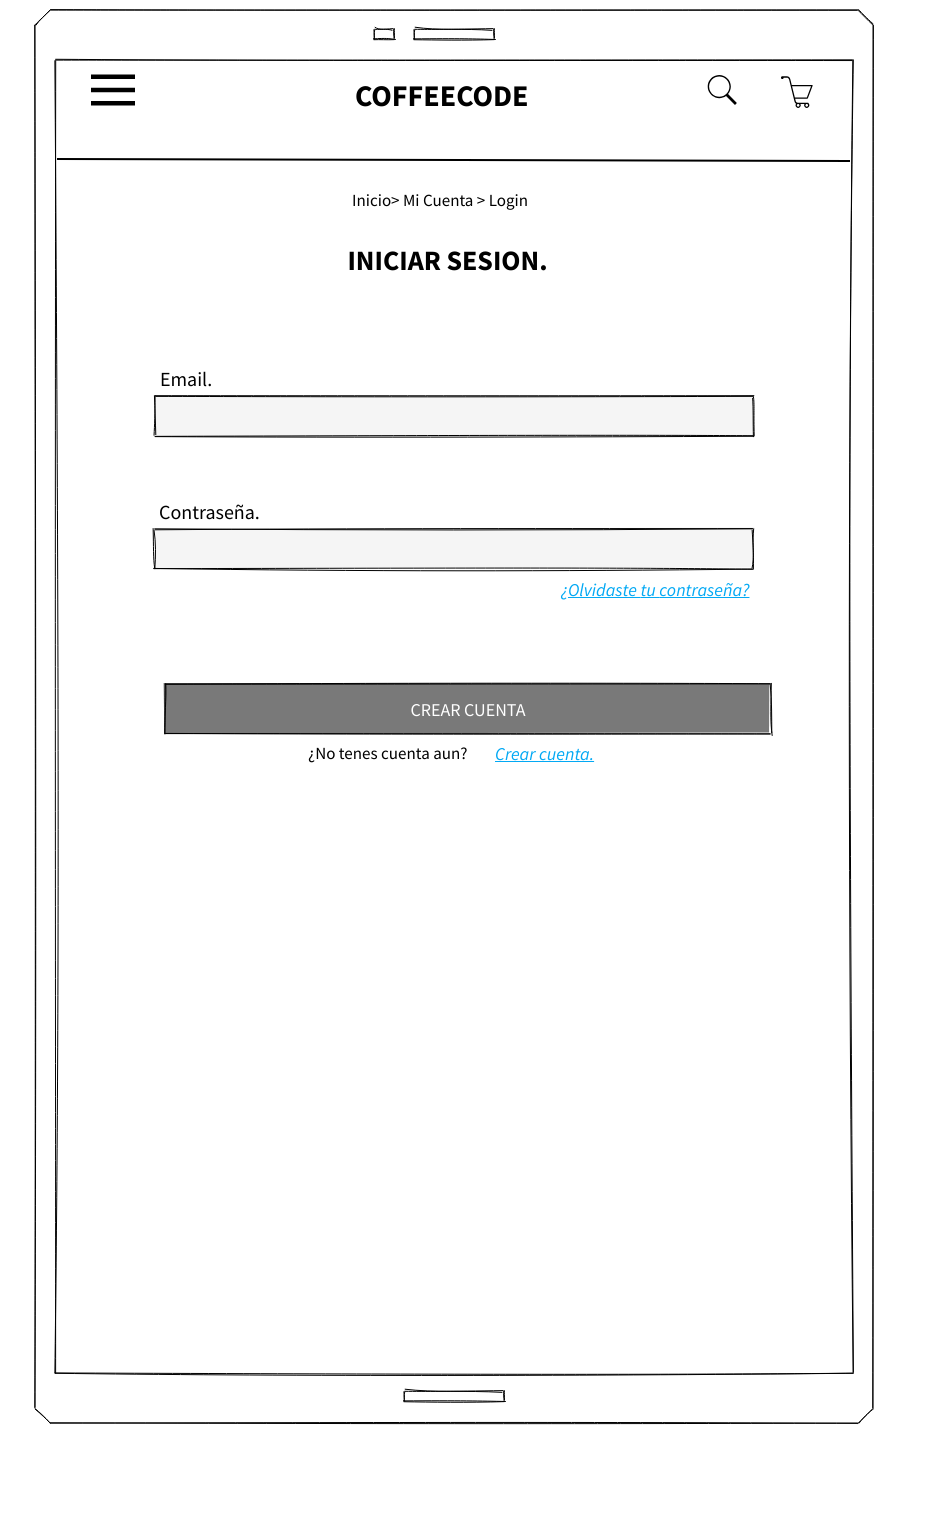 COFFEECODE
Inicio> Mi Cuenta > Login
INICIAR SESION.
Email.
Contraseña.
¿Olvidaste tu contraseña?
CREAR CUENTA
¿No tenes cuenta aun? Crear cuenta.